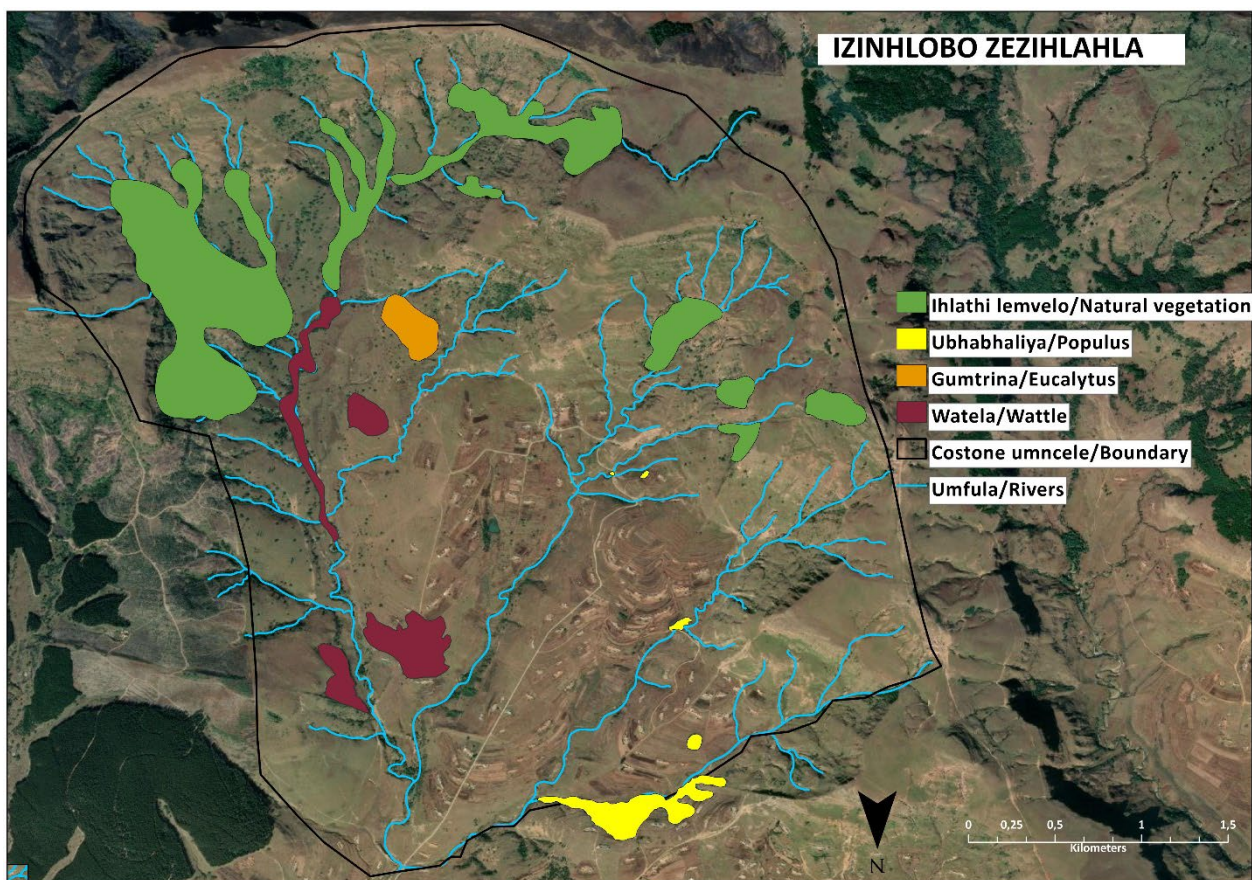 IZINHLOBO ZEZIHLAHLA
Ihlathi lemvelo/Natural vegetation
Ubhabhaliya/Populus
Gumtrina/Eucalytus
Watela/Wattle
Costone umncele/Boundary
Umfula/Rivers
N
0 0,25 0,5 1 1,5
Kilometers